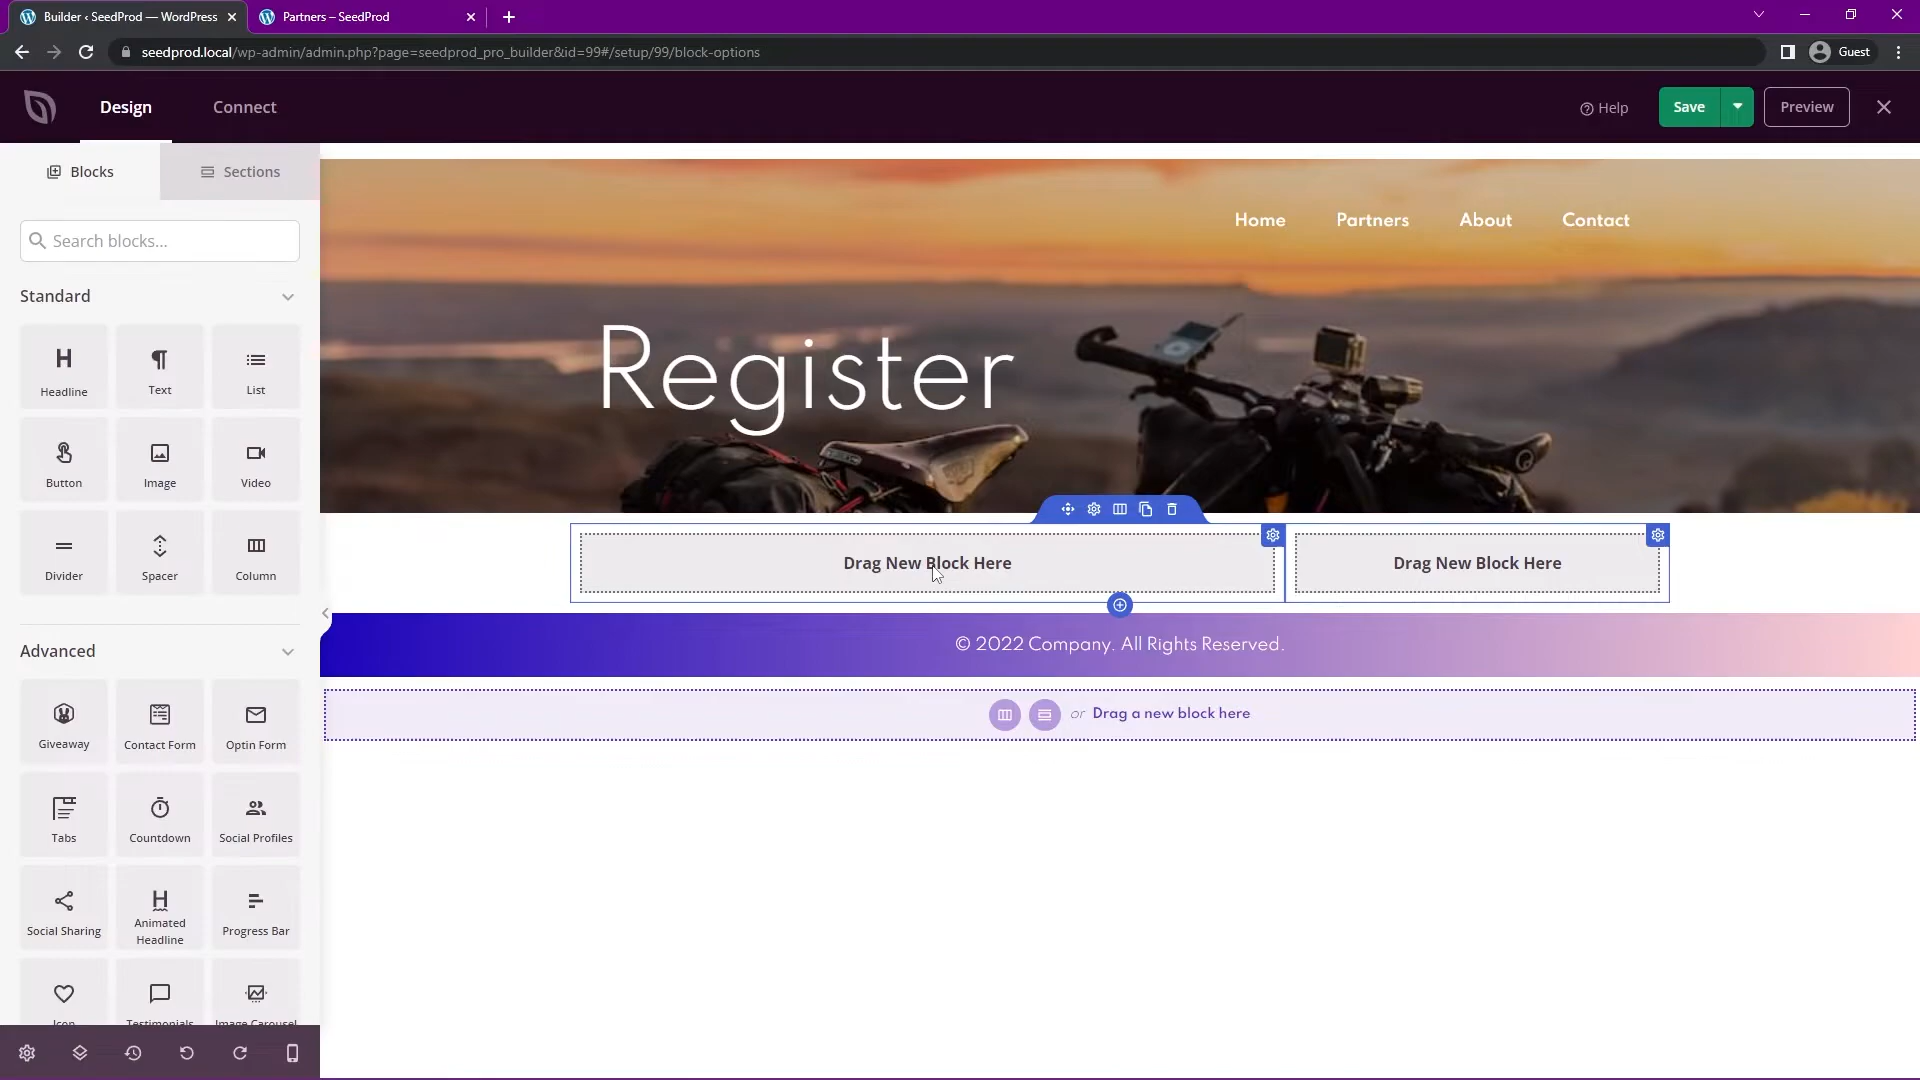 Builder ‹ SeedProd — WordPress
Partners – SeedProd
seedprod.local/wp-admin/admin.php?page=seedprod_pro_builder&id=99#/setup/99/block-options
Guest
Design
Connect
Help
Save
Preview
Blocks
Sections
Search blocks...
Standard
Headline
Text
List
Button
Image
Video
Divider
Spacer
Column
Advanced
Giveaway
Contact Form
Optin Form
Tabs
Countdown
Social Profiles
Social Sharing
Animated
Headline
Progress Bar
Icon
Testimonials
Image Carousel
Home
Partners
About
Contact
Register
Drag New Block Here
Drag New Block Here
© 2022 Company. All Rights Reserved.
or Drag a new block here